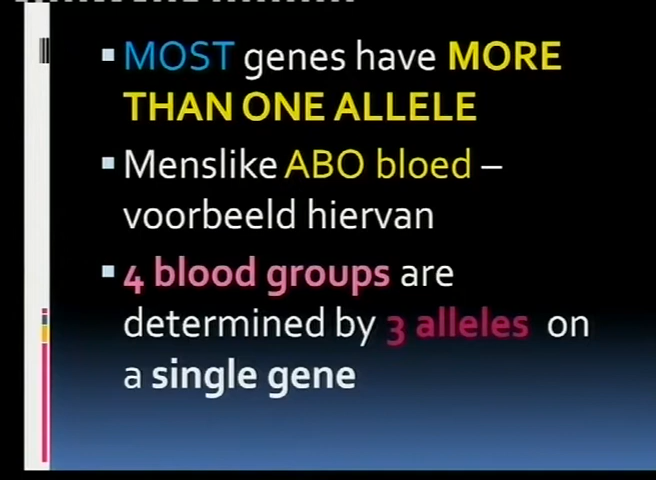 MOST genes have MORE
THAN ONE ALLELE
Menslike ABO bloed –
voorbeeld hiervan
4 blood groups are
determined by 3 alleles on
a single gene